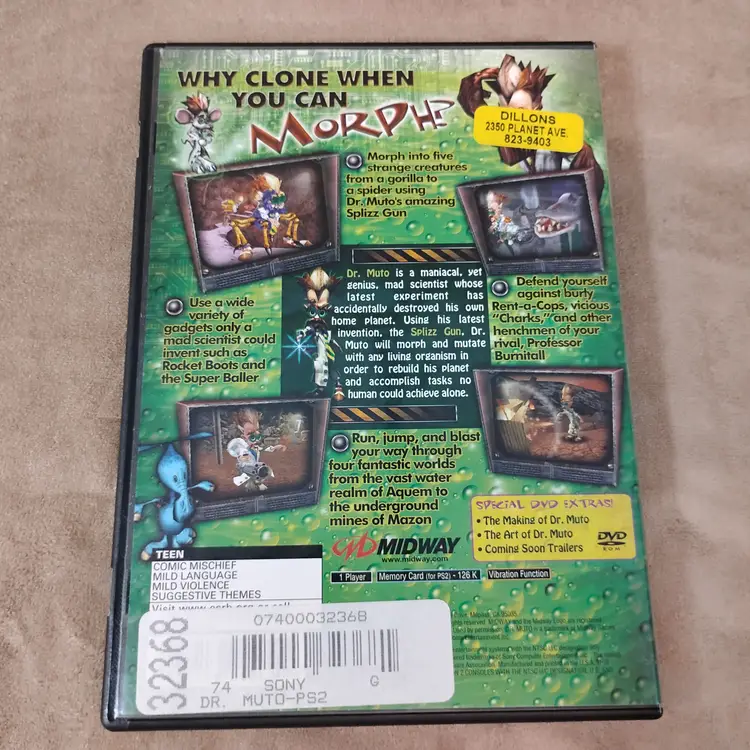 WHY CLONE WHEN
YOU CAN
MORPH?
DILLONS
2350 PLANET AVE.
823-9403
Morph into five
strange creatures
from a gorilla to
a spider using
Dr. Muto's amazing
Splizz Gun
Dr. Muto is a maniacal, yet
genius, mad scientist whose
latest experiment has
accidentally destroyed his own
home planet. Using his latest
invention, the Splizz Gun, Dr.
Muto will morph and mutate
with any living organism in
order to rebuild his planet
and accomplish tasks no
human could achieve alone.
Defend yourself
against burly
Rent-a-Cops, vicious
"Charks," and other
henchmen of your
rival, Professor
Burnitall
Use a wide
variety of
gadgets only a
mad scientist could
invent such as
Rocket Boots and
the Super Baller
Run, jump, and blast
your way through
four fantastic worlds
from the vast water
realm of Aquem to
the underground
mines of Mazon
SPECIAL DVD EXTRAS!
• The Making of Dr. Muto
• The Art of Dr. Muto
• Coming Soon Trailers
DVD
ROM
MIDWAY
www.midway.com
1 Player
Memory Card (for PS2) - 126 K
Vibration Function
TEEN
COMIC MISCHIEF
MILD LANGUAGE
MILD VIOLENCE
SUGGESTIVE THEMES
32368
07400032368
74 SONY G
DR. MUTO-PS2